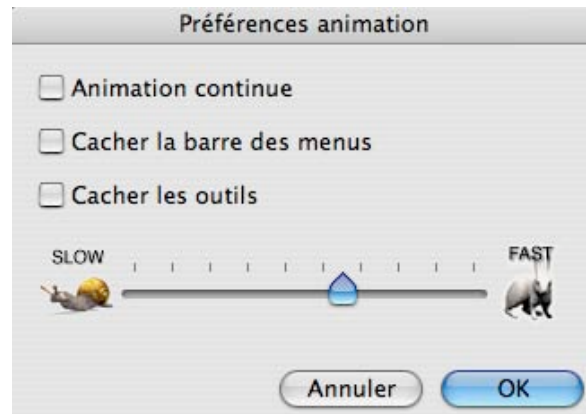 Préférences animation
Animation continue
Cacher la barre des menus
Cacher les outils
SLOW
FAST
Annuler
OK